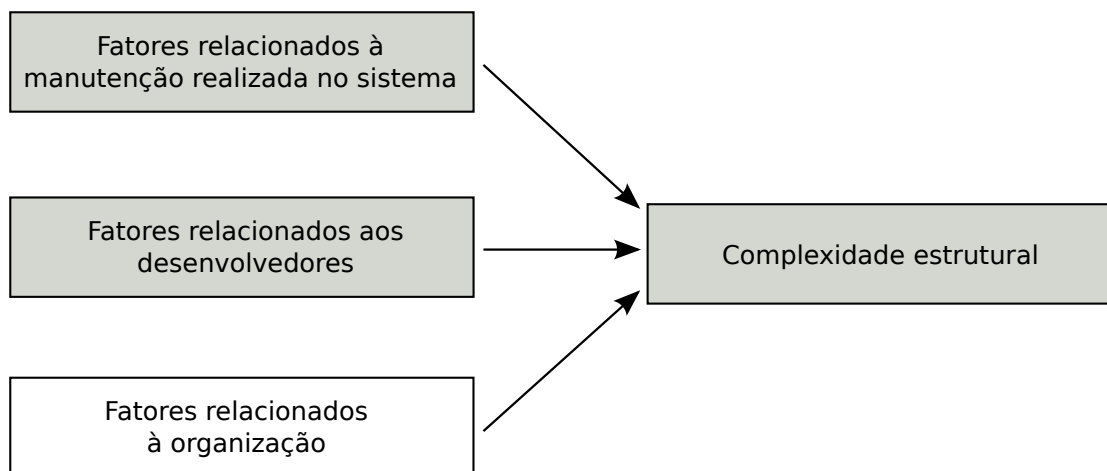 Fatores relacionados à
manutenção realizada no sistema
Fatores relacionados aos
desenvolvedores
Complexidade estrutural
Fatores relacionados
à organização